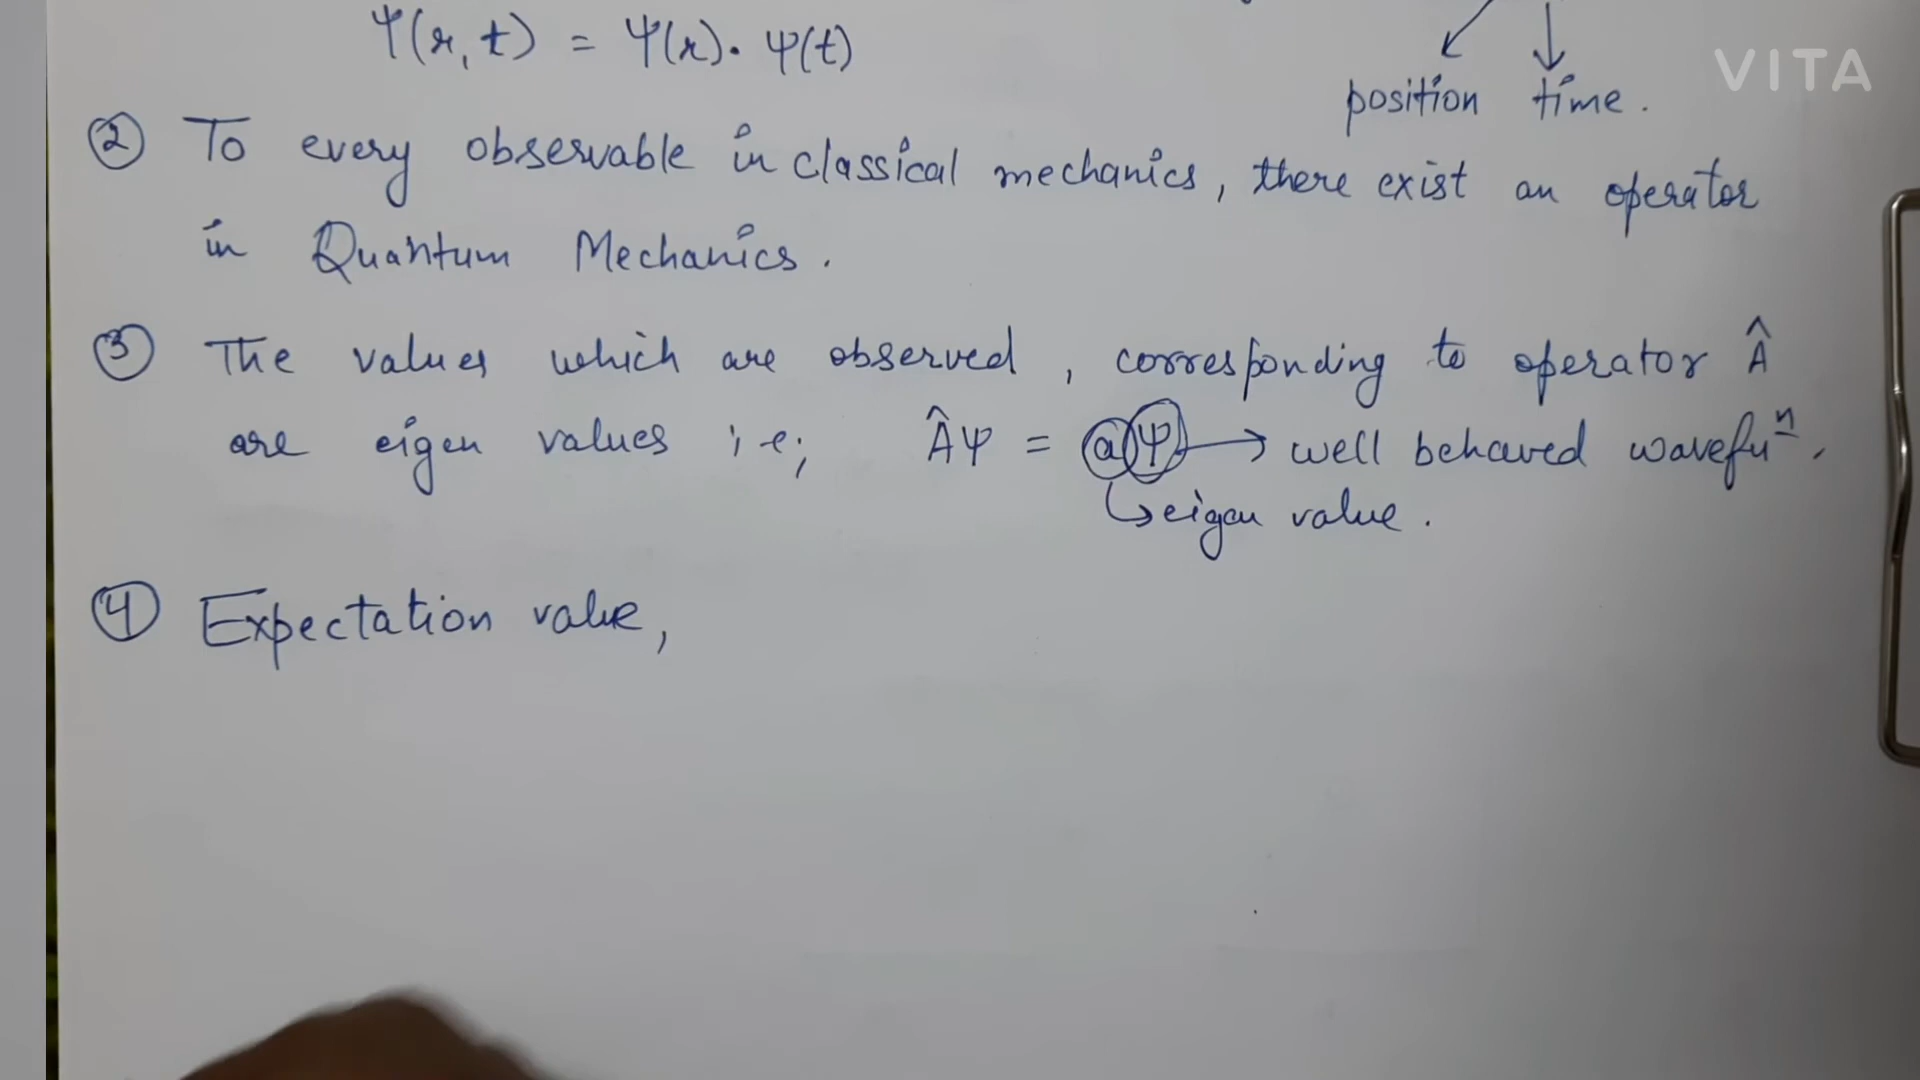 Ψ(r, t) = Ψ(r). Ψ(t)
position time.
VITA
② To every observable in classical mechanics, there exist an operator
in Quantum Mechanics.
③ The values which are observed, corresponding to operator Â
are eigen values i.e; Âψ = aψ → well behaved wavefuⁿ.
↳ eigen value.
④ Expectation value,